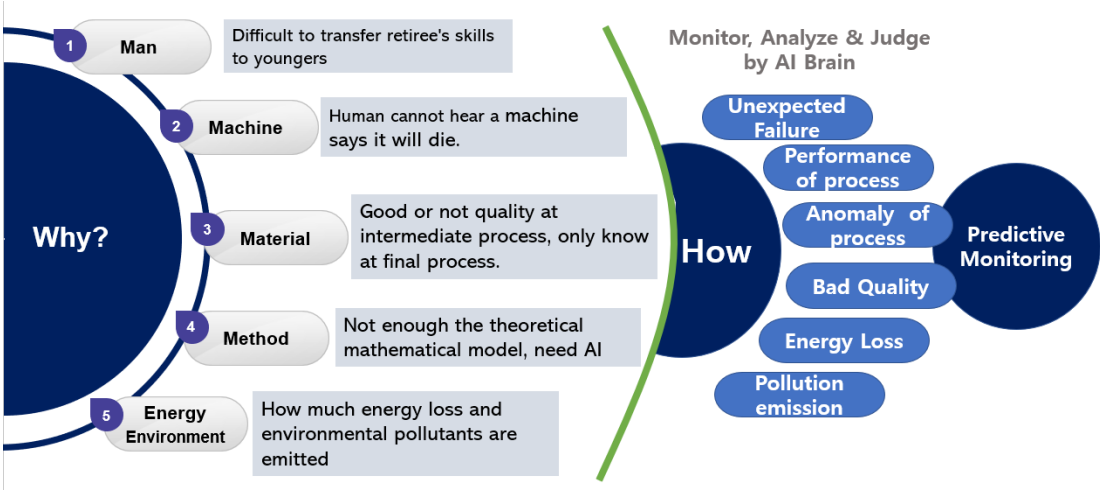 Why?
1
Man
Difficult to transfer retiree's skills
to youngers
2
Machine
Human cannot hear a machine
says it will die.
3
Material
Good or not quality at
intermediate process, only know
at final process.
4
Method
Not enough the theoretical
mathematical model, need AI
5
Energy
Environment
How much energy loss and
environmental pollutants are
emitted
Monitor, Analyze & Judge
by AI Brain
How
Unexpected
Failure
Performance
of process
Anomaly of
process
Bad Quality
Energy Loss
Pollution
emission
Predictive
Monitoring